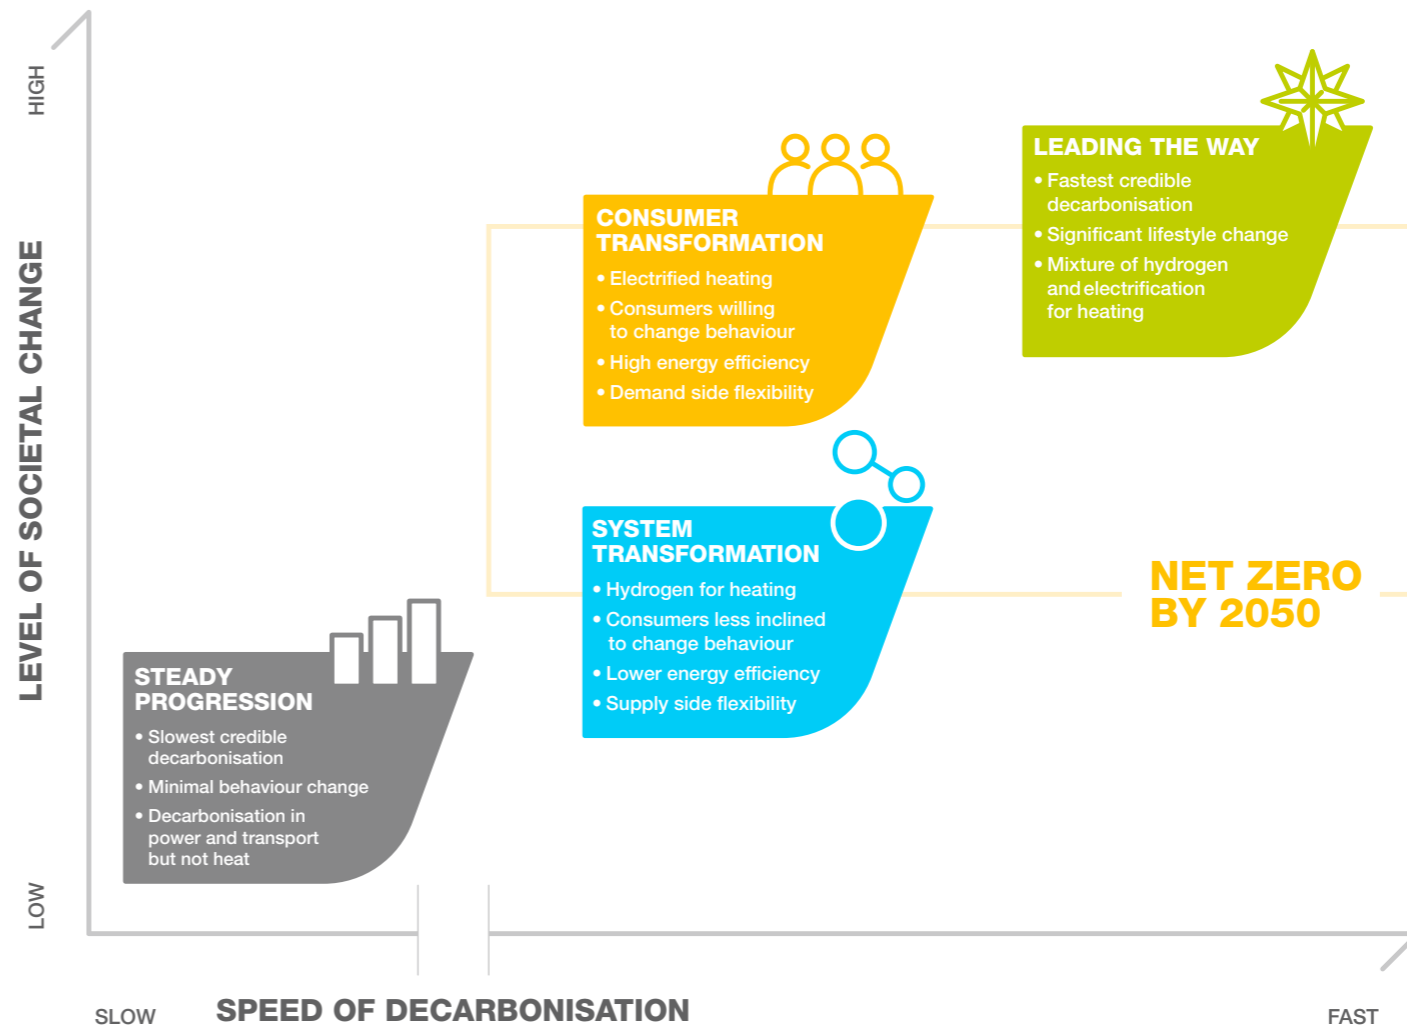 HIGH
LEVEL OF SOCIETAL CHANGE
LOW
LEADING THE WAY
• Fastest credible
decarbonisation
• Significant lifestyle change
• Mixture of hydrogen
and electrification
for heating
CONSUMER
TRANSFORMATION
• Electrified heating
• Consumers willing
to change behaviour
• High energy efficiency
• Demand side flexibility
SYSTEM
TRANSFORMATION
• Hydrogen for heating
• Consumers less inclined
to change behaviour
• Lower energy efficiency
• Supply side flexibility
NET ZERO
BY 2050
STEADY
PROGRESSION
• Slowest credible
decarbonisation
• Minimal behaviour change
• Decarbonisation in
power and transport
but not heat
SLOW
SPEED OF DECARBONISATION
FAST